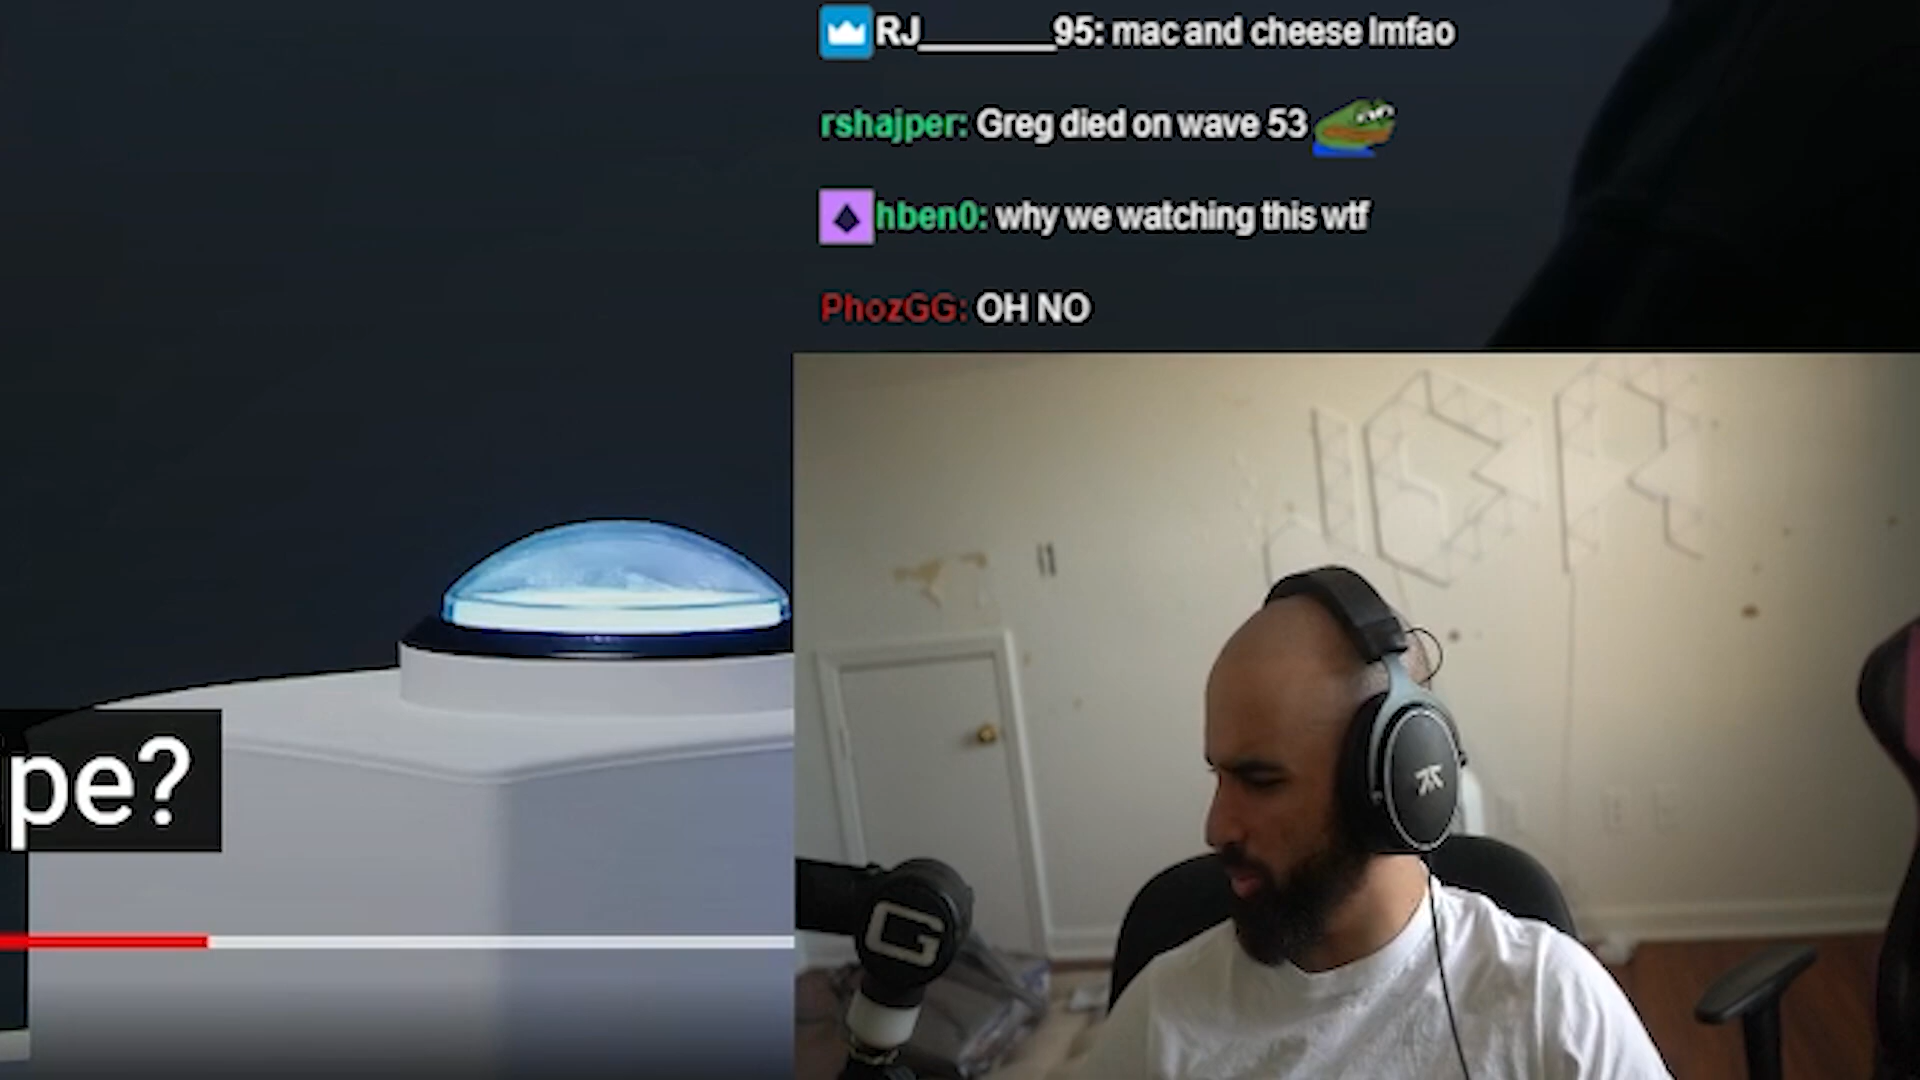 RJ_______95: mac and cheese lmfao
rshajper: Greg died on wave 53
hben0: why we watching this wtf
PhozGG: OH NO
pe?
G